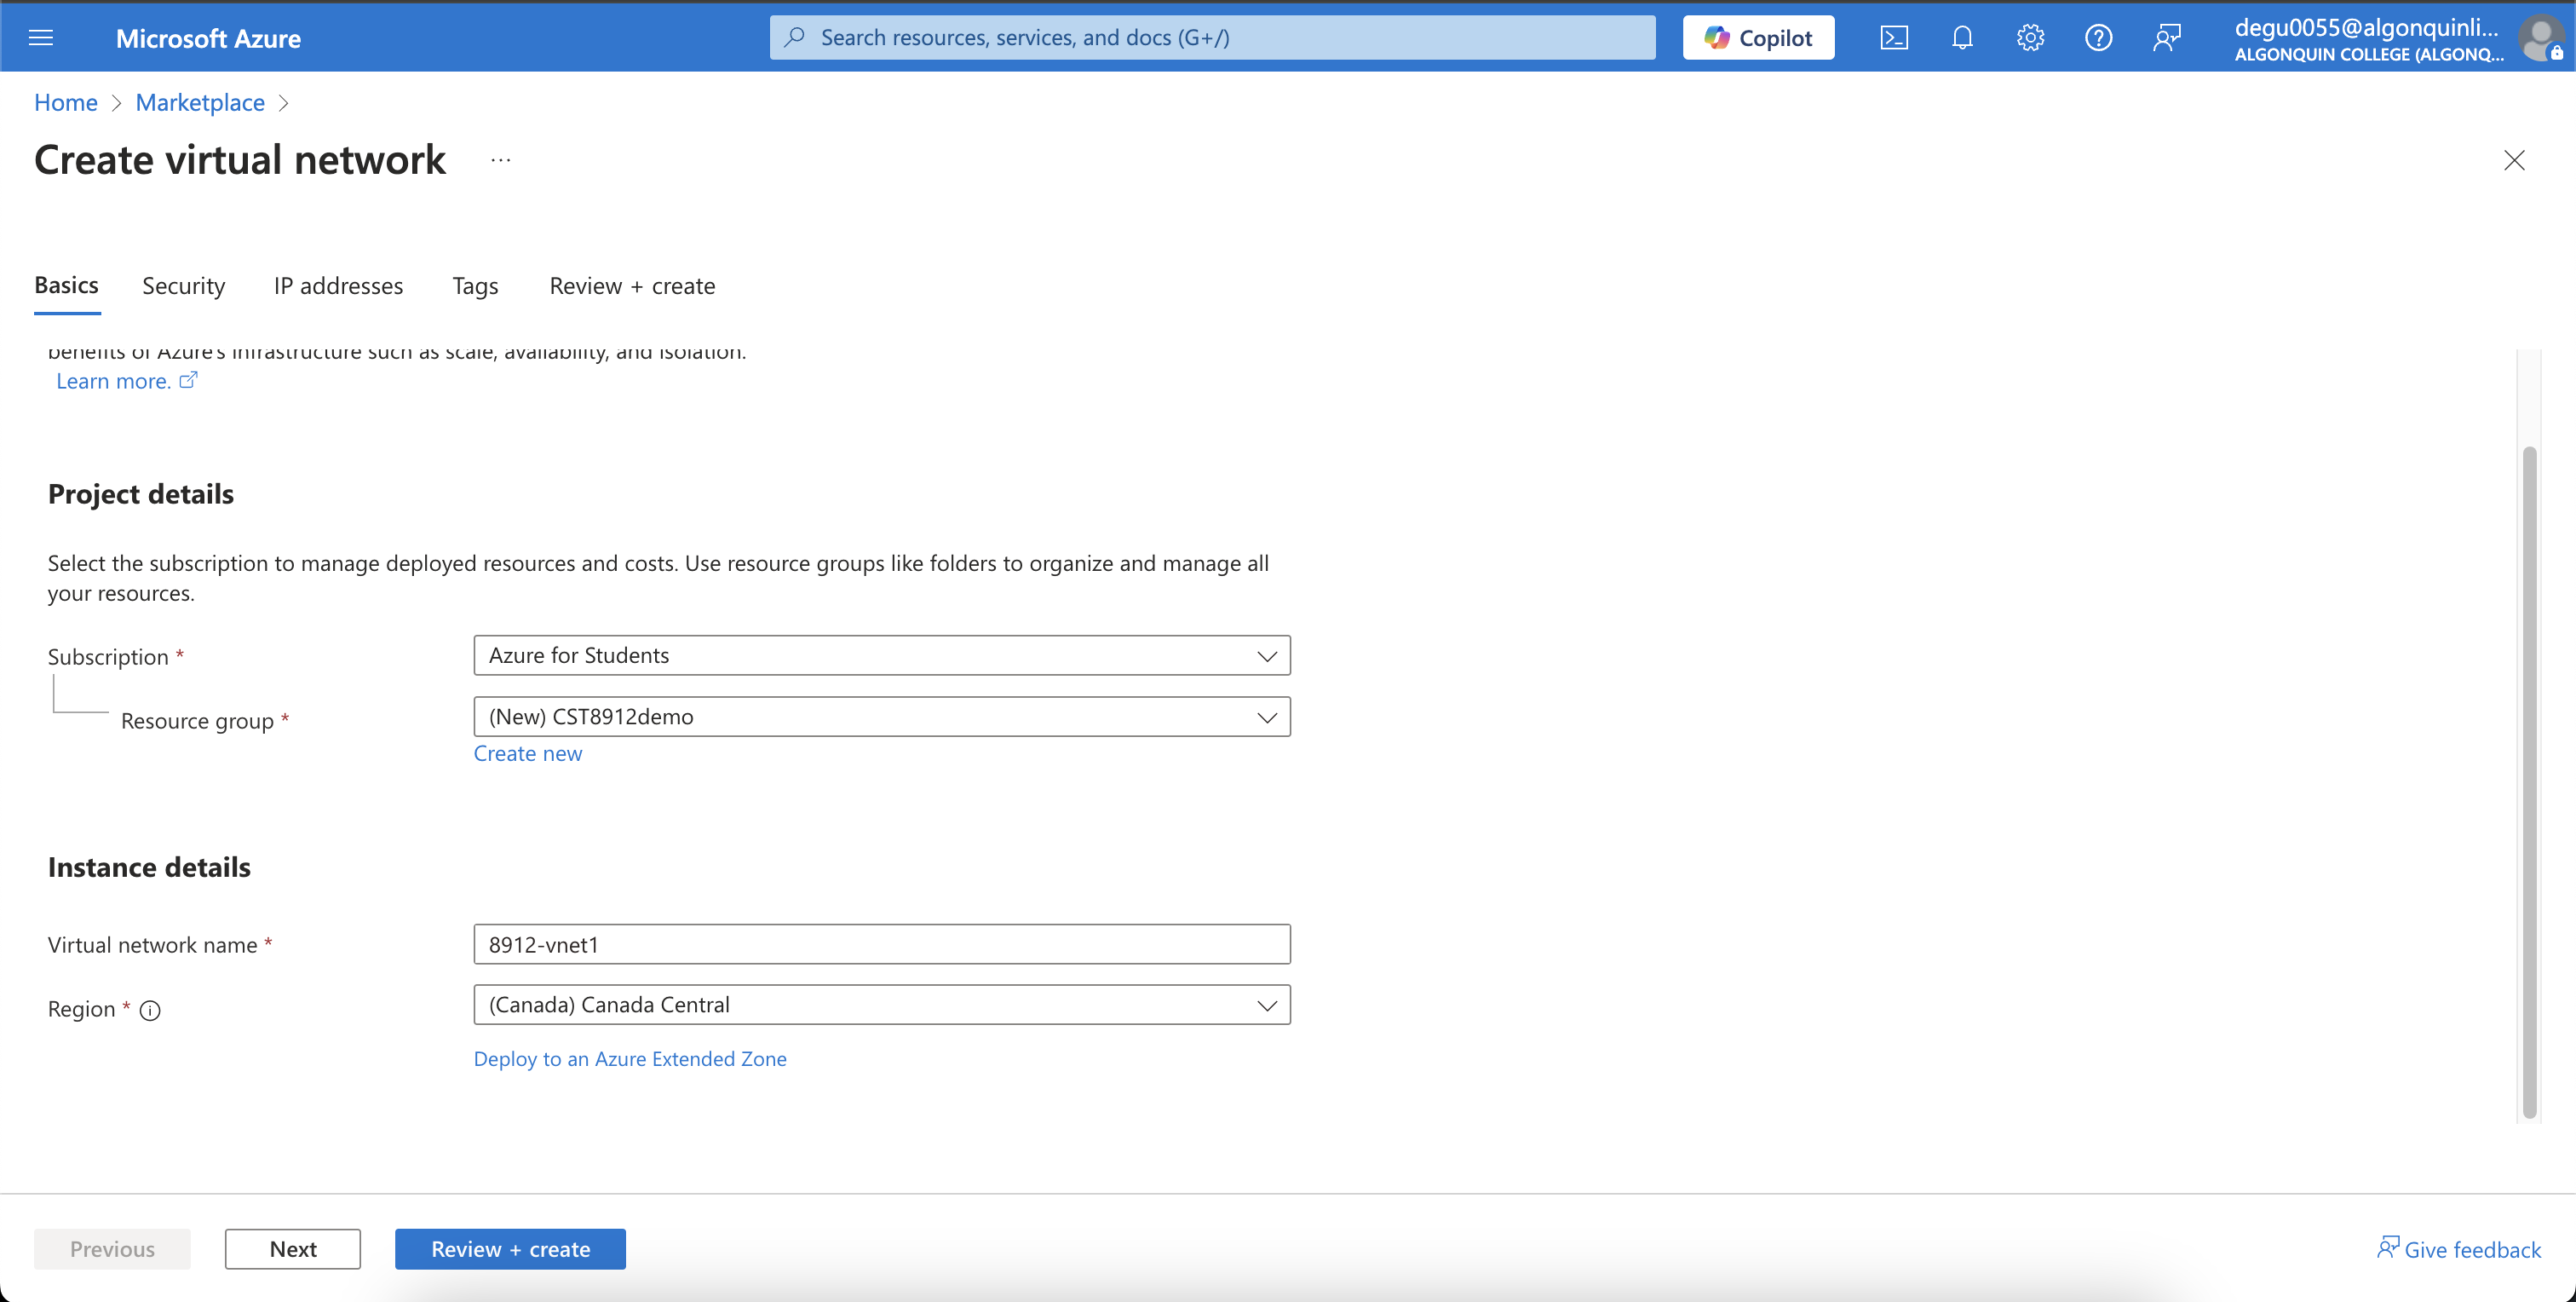 Microsoft Azure
Search resources, services, and docs (G+/)
Copilot
degu0055@algonquinli...
ALGONQUIN COLLEGE (ALGONQ...
Home > Marketplace >
Create virtual network ...
Basics
Security
IP addresses
Tags
Review + create
benefits of Azure's infrastructure such as scale, availability, and isolation.
Learn more.
Project details
Select the subscription to manage deployed resources and costs. Use resource groups like folders to organize and manage all
your resources.
Subscription *
Azure for Students
Resource group *
(New) CST8912demo
Create new
Instance details
Virtual network name *
8912-vnet1
Region *
(Canada) Canada Central
Deploy to an Azure Extended Zone
Previous
Next
Review + create
Give feedback